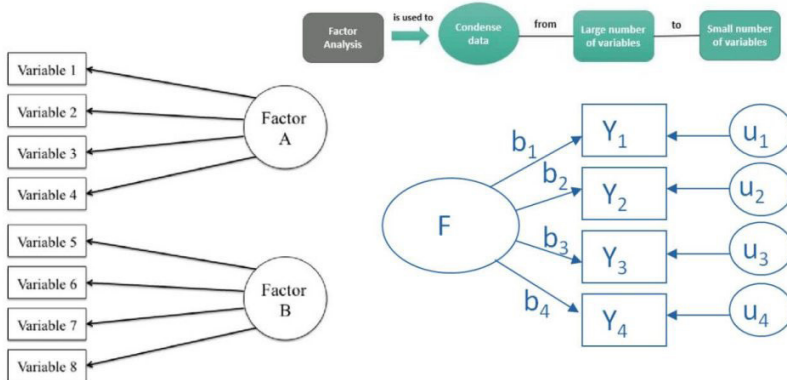 Factor
Analysis
is used to
Condense
data
from
Large number
of variables
to
Small number
of variables
Variable 1
Variable 2
Variable 3
Variable 4
Factor
A
Variable 5
Variable 6
Variable 7
Variable 8
Factor
B
F
b₁
b₂
b₃
b₄
Y₁
Y₂
Y₃
Y₄
u₁
u₂
u₃
u₄